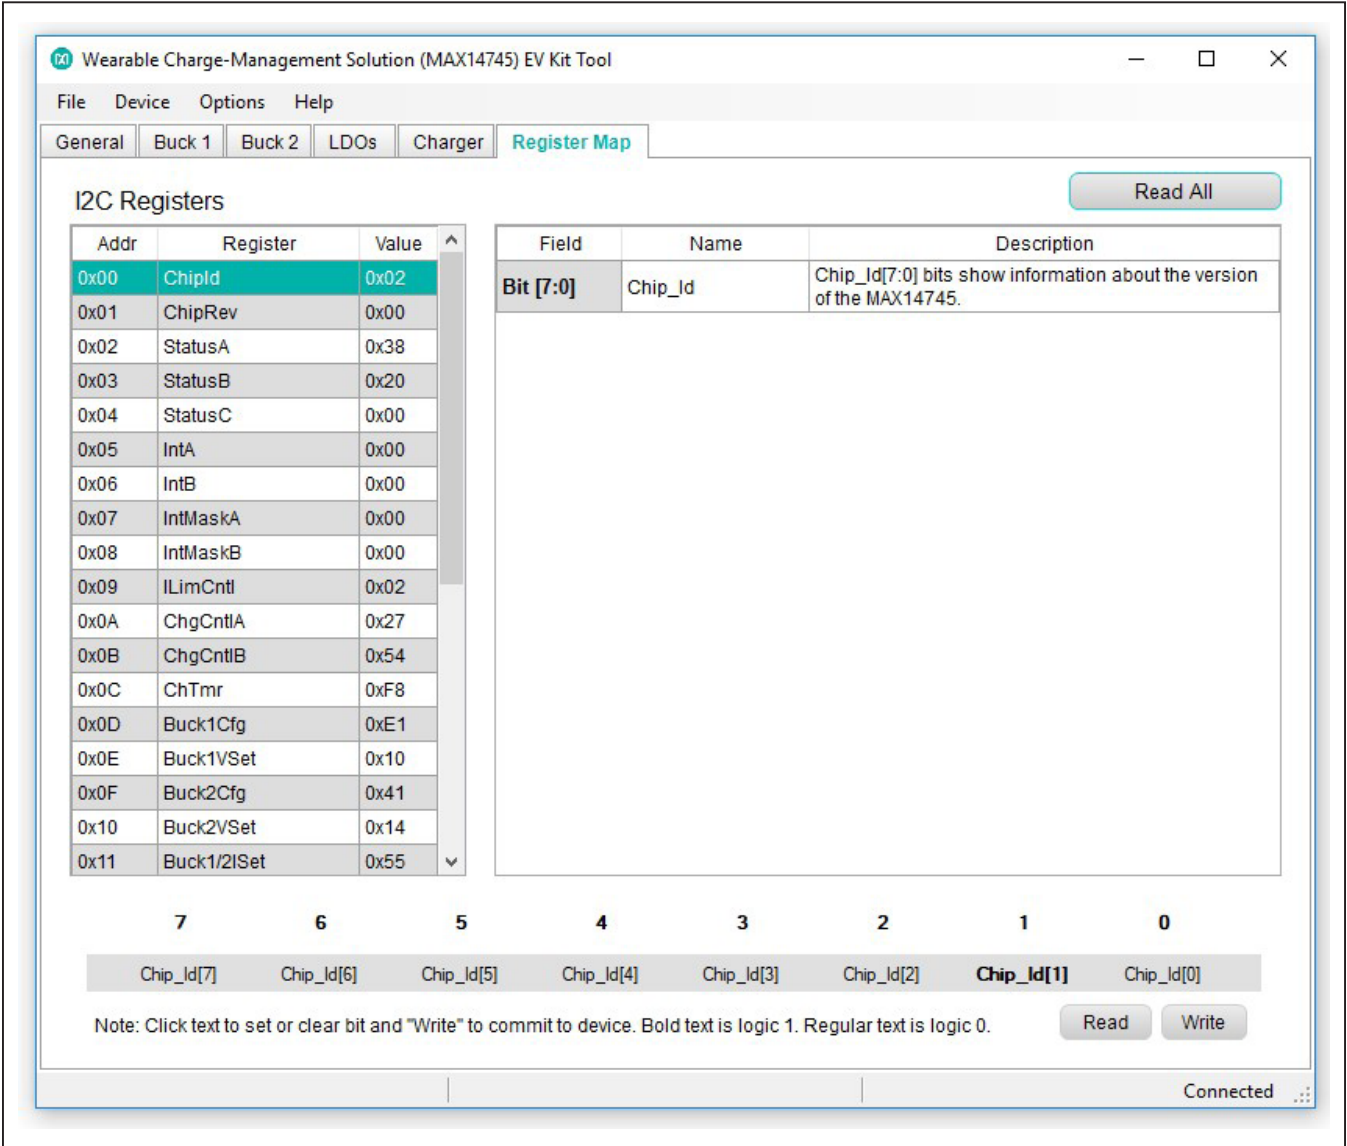 Wearable Charge-Management Solution (MAX14745) EV Kit Tool
File Device Options Help
General Buck 1 Buck 2 LDOs Charger Register Map
I2C Registers
Read All
Addr Register Value
0x00 ChipId 0x02
0x01 ChipRev 0x00
0x02 StatusA 0x38
0x03 StatusB 0x20
0x04 StatusC 0x00
0x05 IntA 0x00
0x06 IntB 0x00
0x07 IntMaskA 0x00
0x08 IntMaskB 0x00
0x09 ILimCntl 0x02
0x0A ChgCntlA 0x27
0x0B ChgCntlB 0x54
0x0C ChTmr 0xF8
0x0D Buck1Cfg 0xE1
0x0E Buck1VSet 0x10
0x0F Buck2Cfg 0x41
0x10 Buck2VSet 0x14
0x11 Buck1/2ISet 0x55
Field Name Description
Bit [7:0] Chip_Id Chip_Id[7:0] bits show information about the version
of the MAX14745.
7 6 5 4 3 2 1 0
Chip_Id[7] Chip_Id[6] Chip_Id[5] Chip_Id[4] Chip_Id[3] Chip_Id[2] Chip_Id[1] Chip_Id[0]
Note: Click text to set or clear bit and "Write" to commit to device. Bold text is logic 1. Regular text is logic 0.
Read Write
Connected